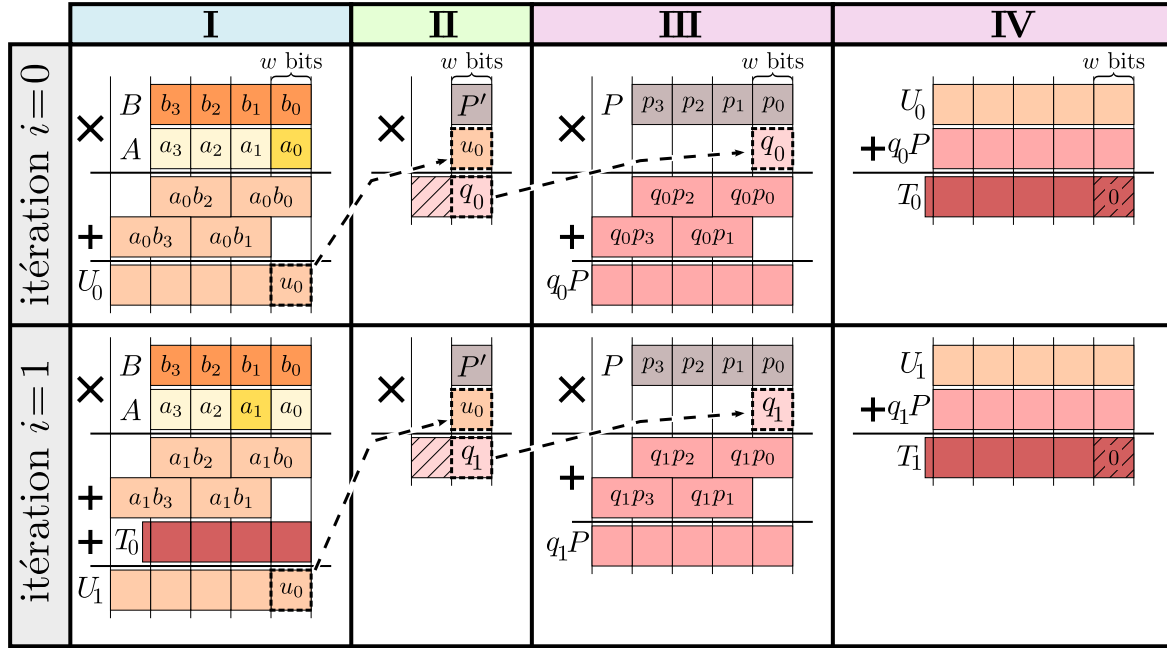 I II III IV
itération i=0
w bits
× B b₃ b₂ b₁ b₀
A a₃ a₂ a₁ a₀
a₀b₂ a₀b₀
+ a₀b₃ a₀b₁
U₀ u₀
× P'
u₀
q₀
w bits
× P p₃ p₂ p₁ p₀
q₀
q₀p₂ q₀p₀
+ q₀p₃ q₀p₁
q₀P
w bits
U₀
+q₀P
T₀ 0
itération i=1
× B b₃ b₂ b₁ b₀
A a₃ a₂ a₁ a₀
a₁b₂ a₁b₀
+ a₁b₃ a₁b₁
+ T₀
U₁ u₀
× P'
u₀
q₁
× P p₃ p₂ p₁ p₀
q₁
q₁p₂ q₁p₀
+ q₁p₃ q₁p₁
q₁P
U₁
+q₁P
T₁ 0
w bits